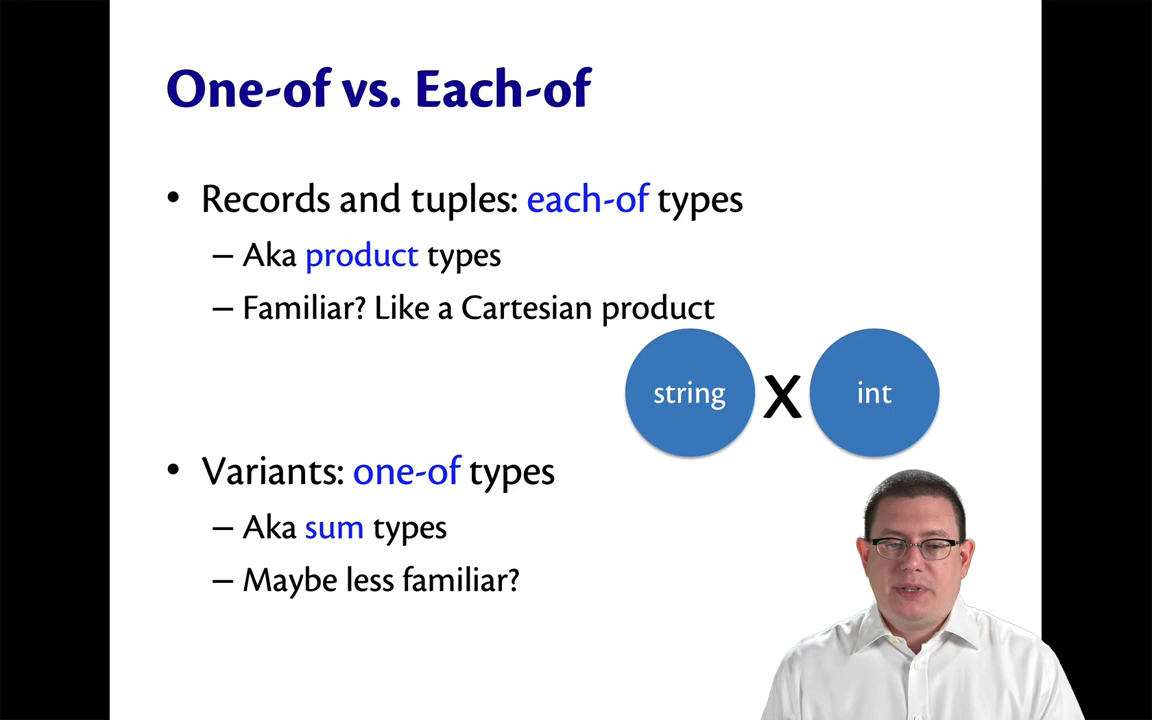 One-of vs. Each-of
• Records and tuples: each-of types
– Aka product types
– Familiar? Like a Cartesian product
string X int
• Variants: one-of types
– Aka sum types
– Maybe less familiar?